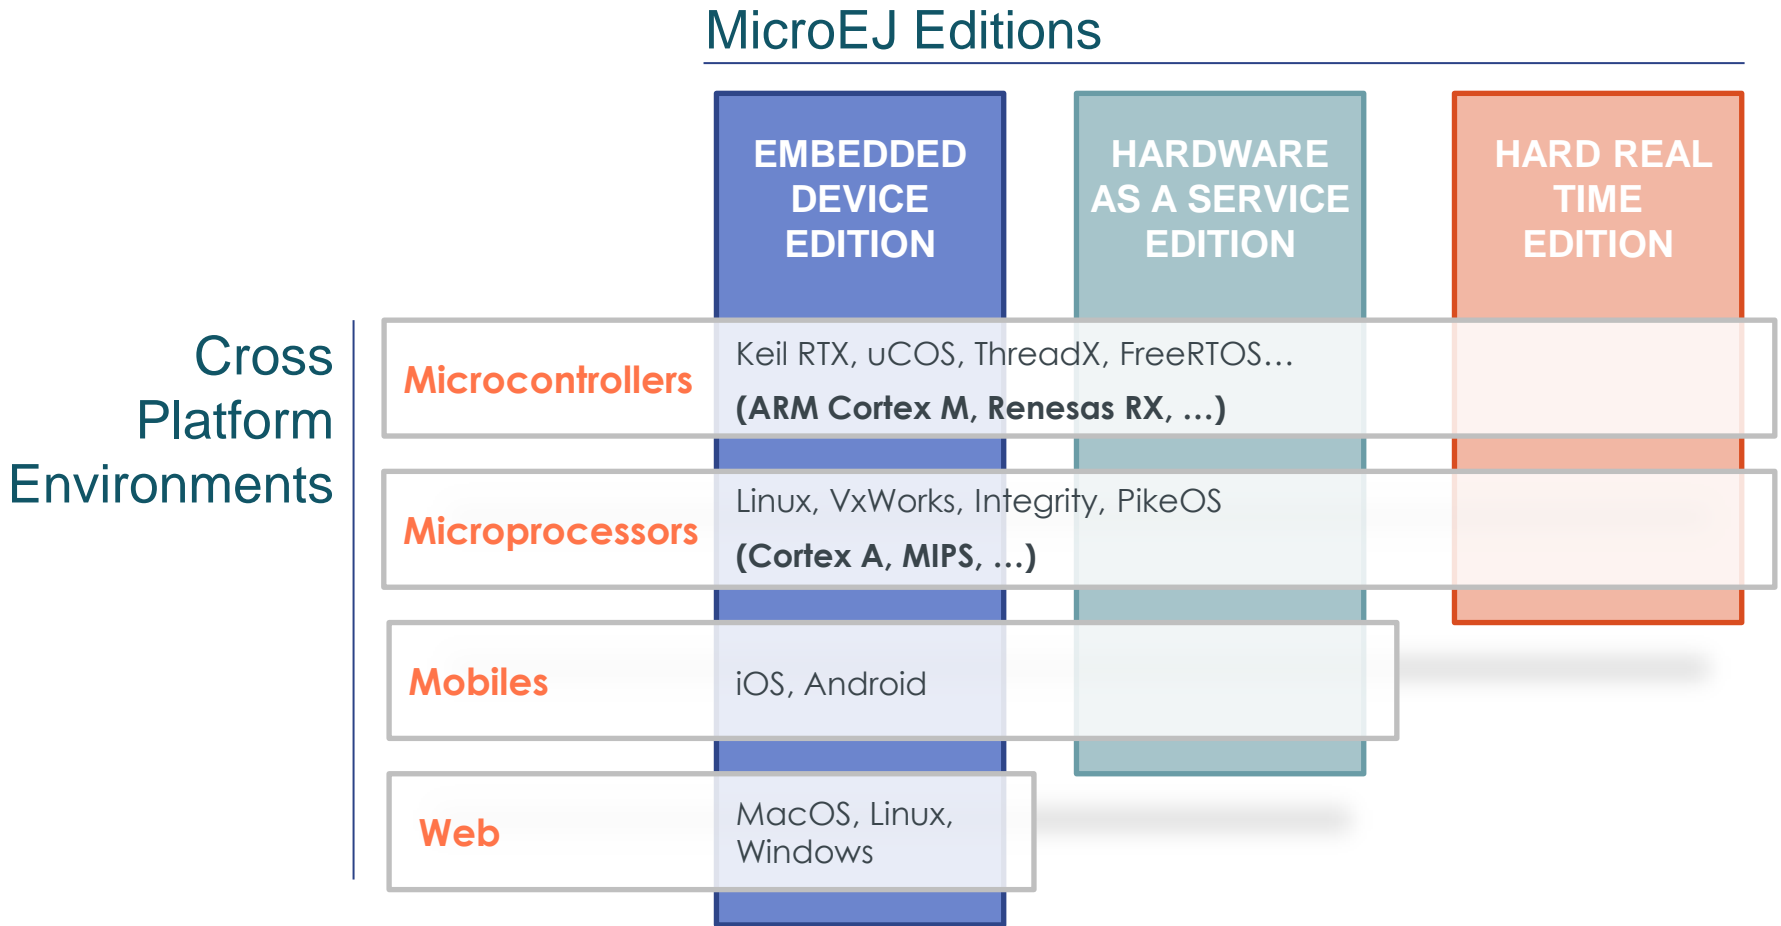 MicroEJ Editions
EMBEDDED
DEVICE
EDITION
HARDWARE
AS A SERVICE
EDITION
HARD REAL
TIME
EDITION
Cross
Platform
Environments
Microcontrollers
Keil RTX, uCOS, ThreadX, FreeRTOS…
(ARM Cortex M, Renesas RX, …)
Microprocessors
Linux, VxWorks, Integrity, PikeOS
(Cortex A, MIPS, …)
Mobiles
iOS, Android
Web
MacOS, Linux,
Windows